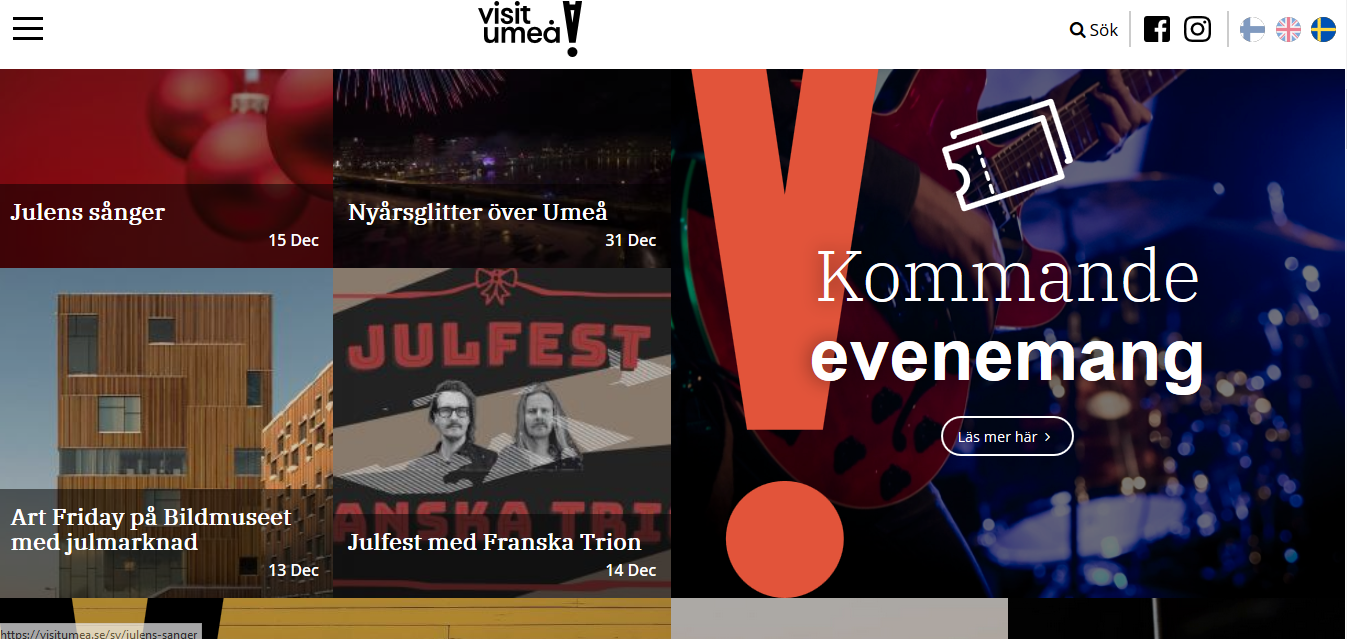 visit
umeå
Sök
Julens sånger
15 Dec
Nyårsglitter över Umeå
31 Dec
Kommande
evenemang
Läs mer här
JULFEST
ANSKA TRI
Art Friday på Bildmuseet
med julmarknad
13 Dec
Julfest med Franska Trion
14 Dec
https://visitumea.se/sv/julens-sanger